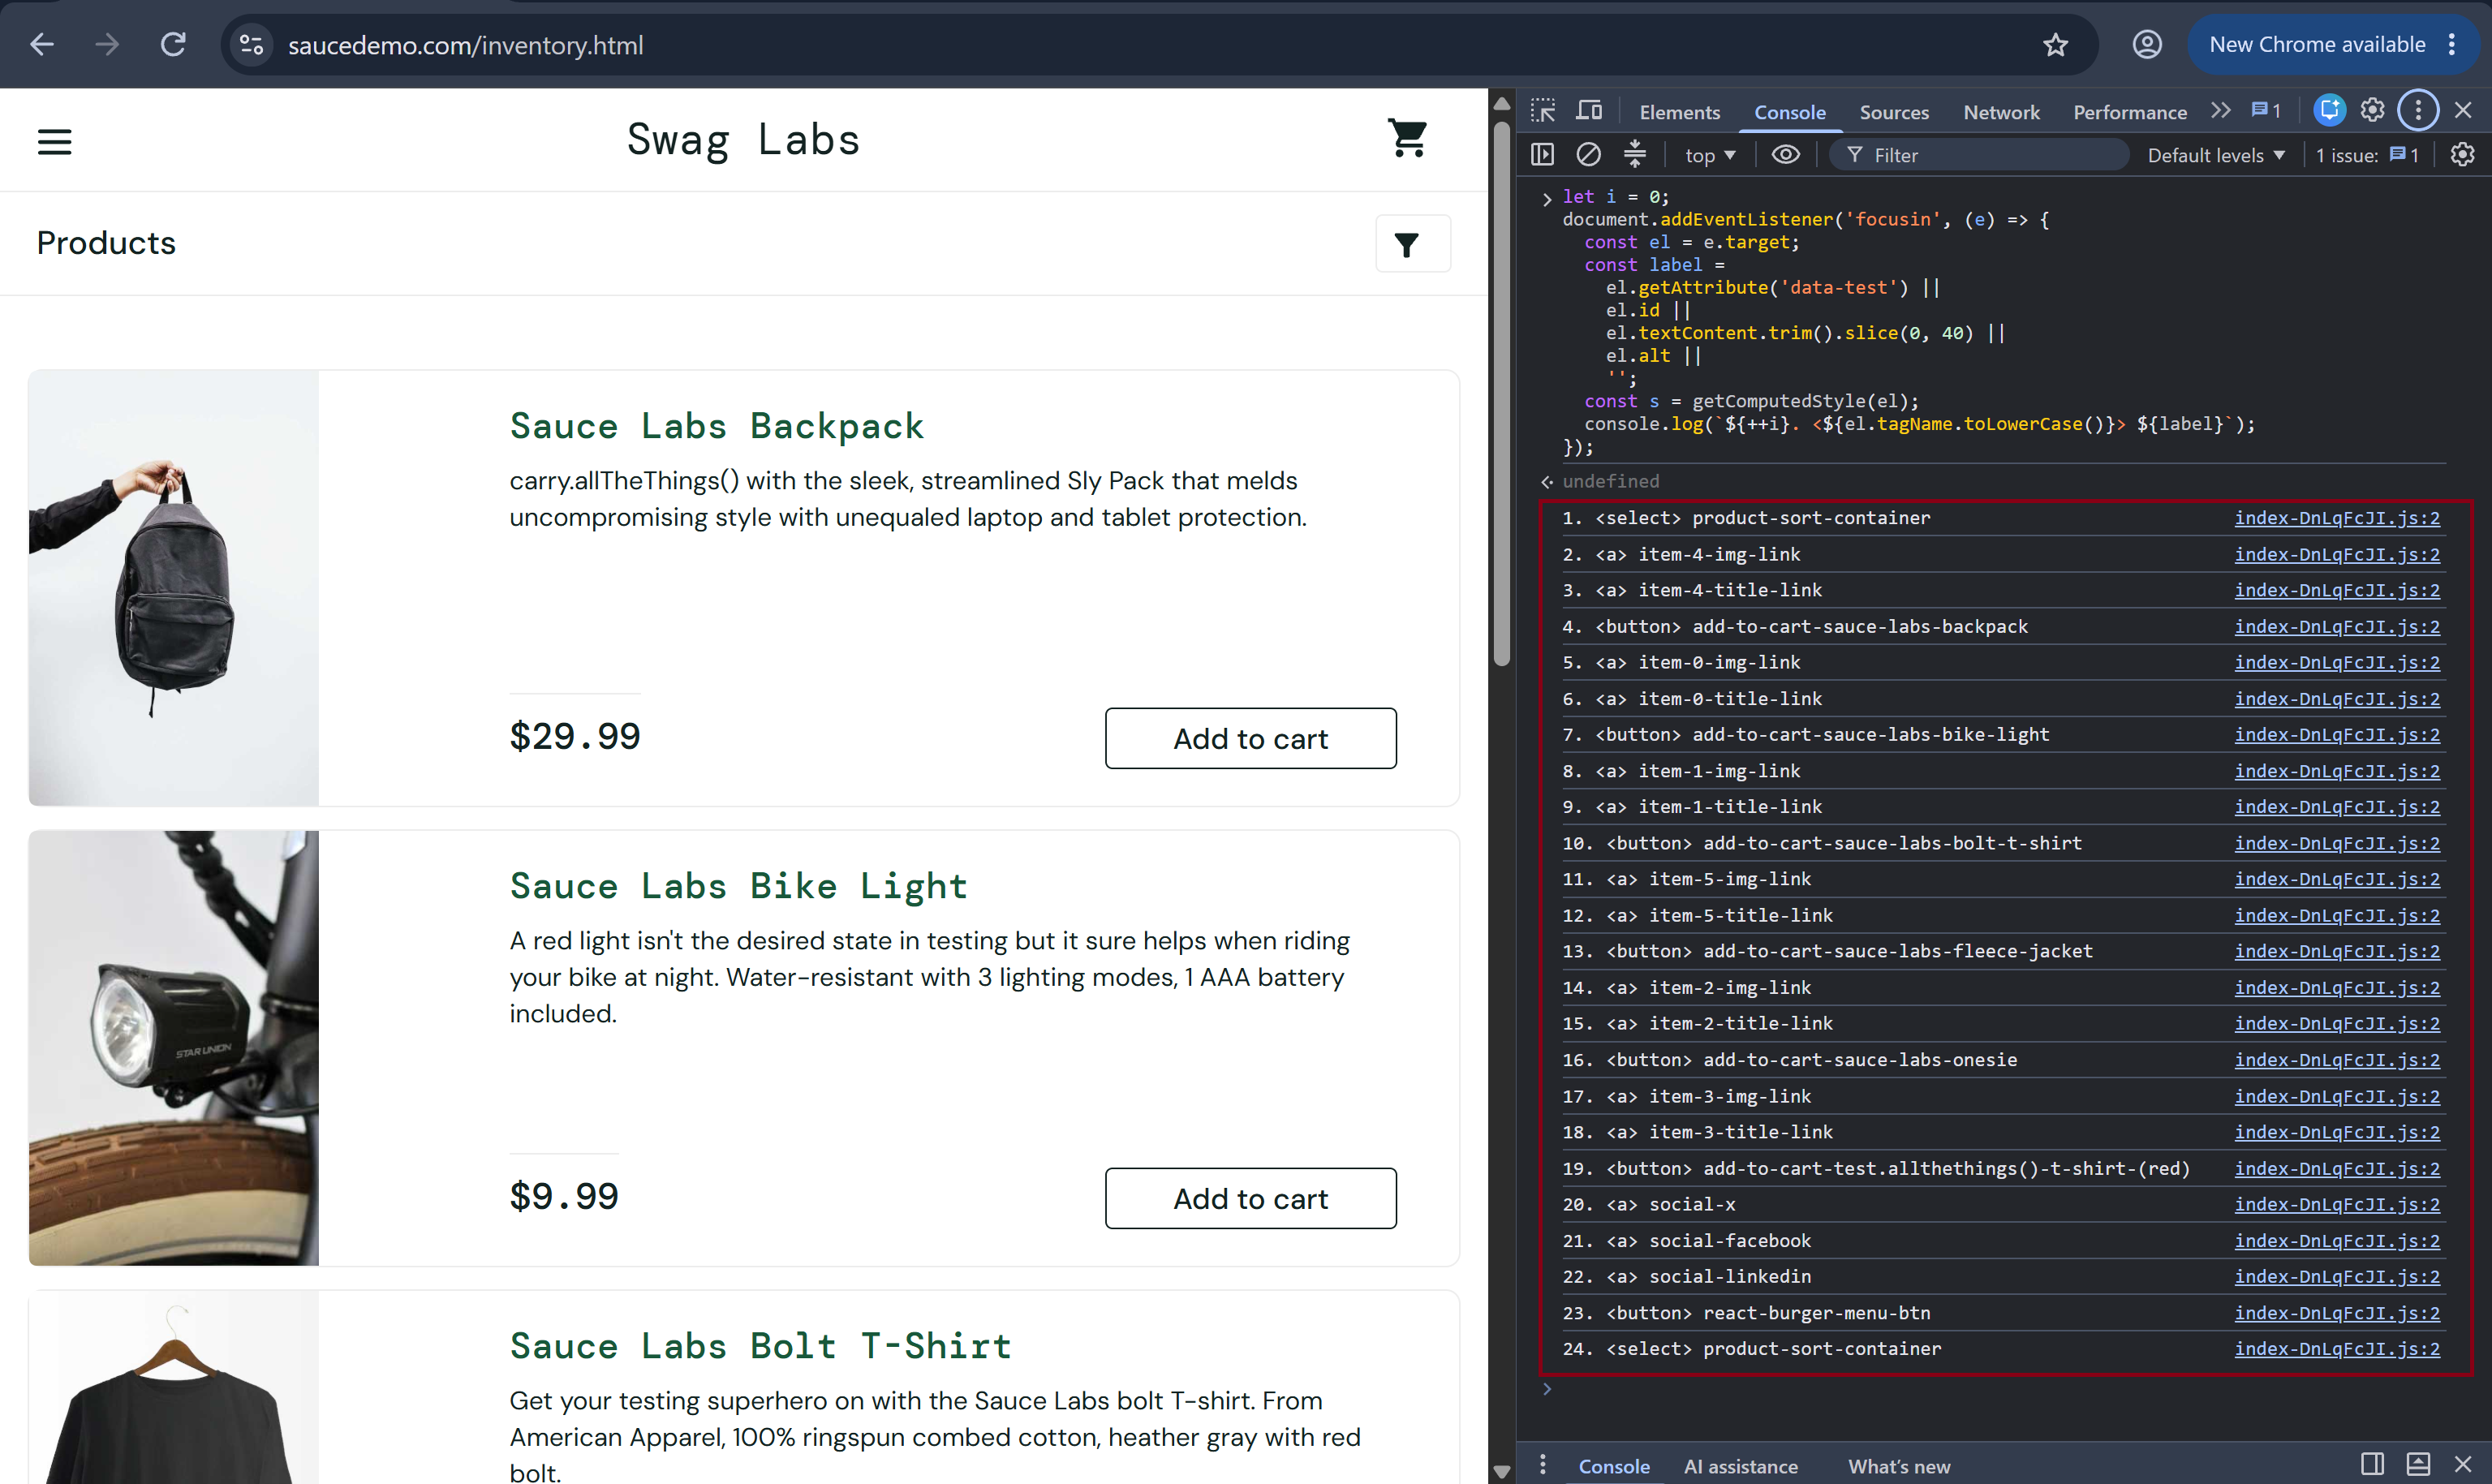 saucedemo.com/inventory.html
New Chrome available
Swag Labs
Products
Sauce Labs Backpack
carry.allTheThings() with the sleek, streamlined Sly Pack that melds
uncompromising style with unequaled laptop and tablet protection.
$29.99
Add to cart
STAR UNION
Sauce Labs Bike Light
A red light isn't the desired state in testing but it sure helps when riding
your bike at night. Water-resistant with 3 lighting modes, 1 AAA battery
included.
$9.99
Add to cart
Sauce Labs Bolt T-Shirt
Get your testing superhero on with the Sauce Labs bolt T-shirt. From
American Apparel, 100% ringspun combed cotton, heather gray with red
bolt.
Elements Console Sources Network Performance 1
top Filter Default levels 1 issue: 1
let i = 0;
document.addEventListener('focusin', (e) => {
const el = e.target;
const label =
el.getAttribute('data-test') ||
el.id ||
el.textContent.trim().slice(0, 40) ||
el.alt ||
'';
const s = getComputedStyle(el);
console.log(`${++i}. <${el.tagName.toLowerCase()}> ${label}`);
});
undefined
1. <select> product-sort-container index-DnLqFcJI.js:2
2. <a> item-4-img-link index-DnLqFcJI.js:2
3. <a> item-4-title-link index-DnLqFcJI.js:2
4. <button> add-to-cart-sauce-labs-backpack index-DnLqFcJI.js:2
5. <a> item-0-img-link index-DnLqFcJI.js:2
6. <a> item-0-title-link index-DnLqFcJI.js:2
7. <button> add-to-cart-sauce-labs-bike-light index-DnLqFcJI.js:2
8. <a> item-1-img-link index-DnLqFcJI.js:2
9. <a> item-1-title-link index-DnLqFcJI.js:2
10. <button> add-to-cart-sauce-labs-bolt-t-shirt index-DnLqFcJI.js:2
11. <a> item-5-img-link index-DnLqFcJI.js:2
12. <a> item-5-title-link index-DnLqFcJI.js:2
13. <button> add-to-cart-sauce-labs-fleece-jacket index-DnLqFcJI.js:2
14. <a> item-2-img-link index-DnLqFcJI.js:2
15. <a> item-2-title-link index-DnLqFcJI.js:2
16. <button> add-to-cart-sauce-labs-onesie index-DnLqFcJI.js:2
17. <a> item-3-img-link index-DnLqFcJI.js:2
18. <a> item-3-title-link index-DnLqFcJI.js:2
19. <button> add-to-cart-test.allthethings()-t-shirt-(red) index-DnLqFcJI.js:2
20. <a> social-x index-DnLqFcJI.js:2
21. <a> social-facebook index-DnLqFcJI.js:2
22. <a> social-linkedin index-DnLqFcJI.js:2
23. <button> react-burger-menu-btn index-DnLqFcJI.js:2
24. <select> product-sort-container index-DnLqFcJI.js:2
Console AI assistance What's new